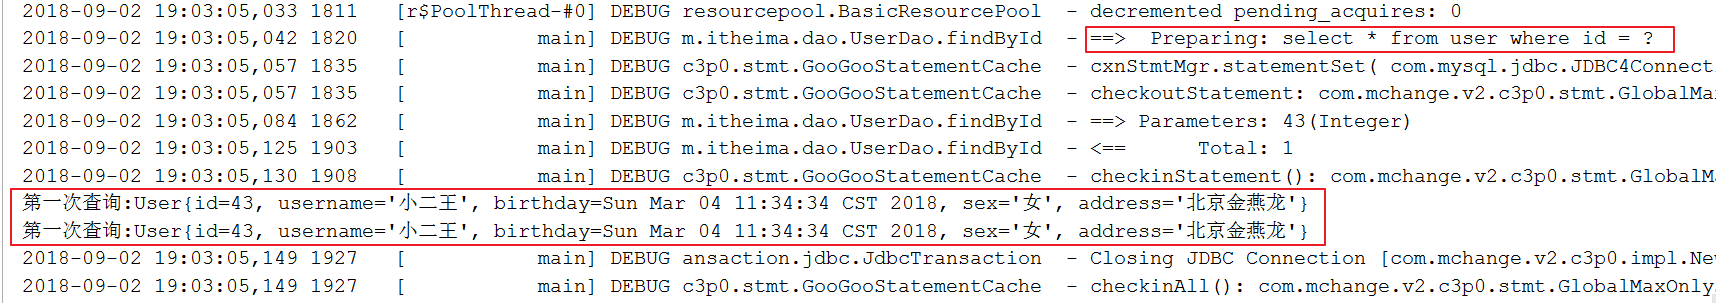 2018-09-02 19:03:05,033 1811   [r$PoolThread-#0] DEBUG resourcepool.BasicResourcePool  - decremented pending_acquires: 0
2018-09-02 19:03:05,042 1820   [           main] DEBUG m.itheima.dao.UserDao.findById  - ==>  Preparing: select * from user where id = ?
2018-09-02 19:03:05,057 1835   [           main] DEBUG c3p0.stmt.GooGooStatementCache  - cxnStmtMgr.statementSet( com.mysql.jdbc.JDBC4Connecti
2018-09-02 19:03:05,057 1835   [           main] DEBUG c3p0.stmt.GooGooStatementCache  - checkoutStatement: com.mchange.v2.c3p0.stmt.GlobalMax
2018-09-02 19:03:05,084 1862   [           main] DEBUG m.itheima.dao.UserDao.findById  - ==> Parameters: 43(Integer)
2018-09-02 19:03:05,125 1903   [           main] DEBUG m.itheima.dao.UserDao.findById  - <==      Total: 1
2018-09-02 19:03:05,130 1908   [           main] DEBUG c3p0.stmt.GooGooStatementCache  - checkinStatement(): com.mchange.v2.c3p0.stmt.GlobalMa
第一次查询:User{id=43, username='小二王', birthday=Sun Mar 04 11:34:34 CST 2018, sex='女', address='北京金燕龙'}
第一次查询:User{id=43, username='小二王', birthday=Sun Mar 04 11:34:34 CST 2018, sex='女', address='北京金燕龙'}
2018-09-02 19:03:05,149 1927   [           main] DEBUG ansaction.jdbc.JdbcTransaction  - Closing JDBC Connection [com.mchange.v2.c3p0.impl.Ne
2018-09-02 19:03:05,149 1927   [           main] DEBUG c3p0.stmt.GooGooStatementCache  - checkinAll(): com.mchange.v2.c3p0.stmt.GlobalMaxOnly